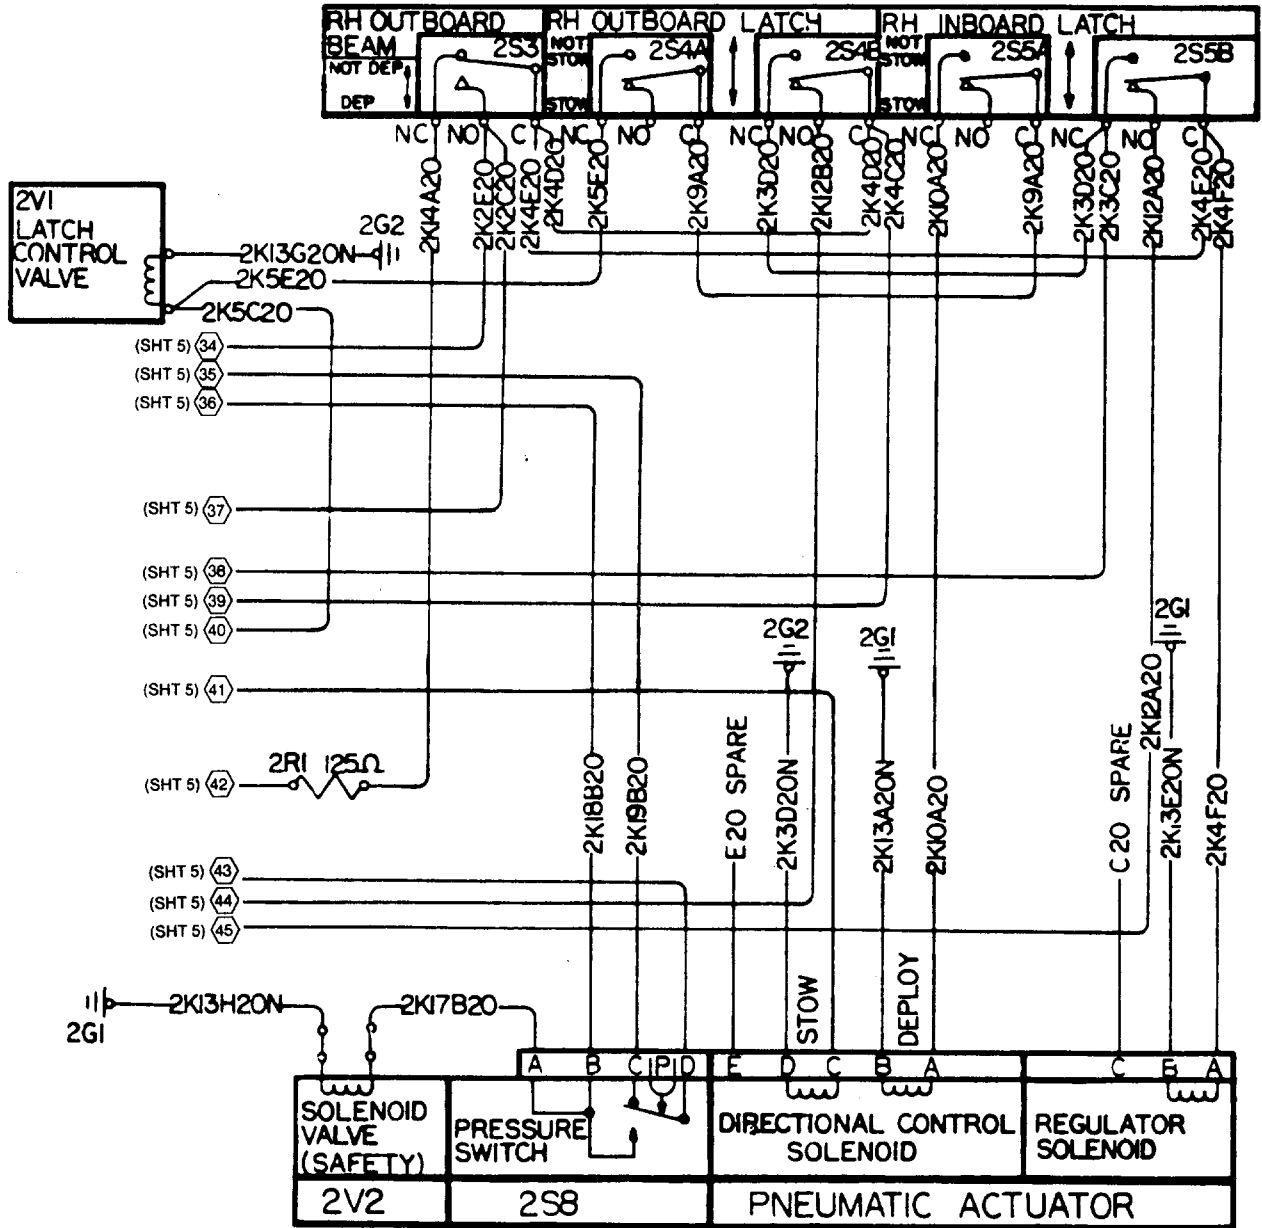 RH OUTBOARD BEAM
NOT DEP
DEP
2S3
RH OUTBOARD LATCH
NOT STOW
STOW
2S4A
2S4B
RH INBOARD LATCH
NOT STOW
STOW
2S5A
2S5B
NC NO C NC NO C NC NO C NC NO C NC NO C
2K14A20
2K2E20
2K2C20
2K4E20
2K4D20
2K5E20
2K9A20
2K3D20
2K12B20
2K4D20
2K4C20
2K10A20
2K9A20
2K3D20
2K3C20
2K12A20
2K4E20
2K4F20
2V1
LATCH
CONTROL
VALVE
2G2
2K13G20N
2K5E20
2K5C20
(SHT 5) 34
(SHT 5) 35
(SHT 5) 36
(SHT 5) 37
(SHT 5) 38
(SHT 5) 39
(SHT 5) 40
(SHT 5) 41
(SHT 5) 42
2R1 125Ω
(SHT 5) 43
(SHT 5) 44
(SHT 5) 45
2G2
2G1
2G1
2K18B20
2K19B20
E20 SPARE
2K3D20N
2K13A20N
2K10A20
C20 SPARE
2K12A20
2K13E20N
2K4F20
STOW
DEPLOY
2G1
2K13H20N
2K17B20
A B C P D E D C B A C B A
SOLENOID
VALVE
(SAFETY)
PRESSURE
SWITCH
DIRECTIONAL CONTROL
SOLENOID
REGULATOR
SOLENOID
2V2
2S8
PNEUMATIC ACTUATOR